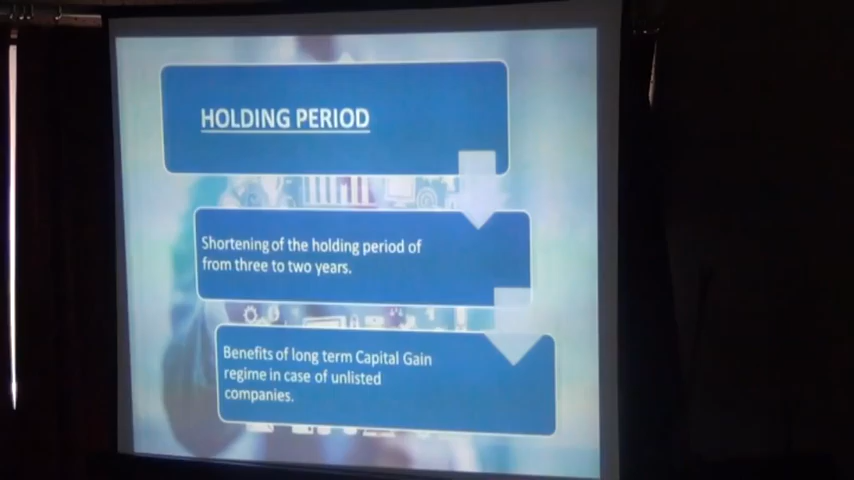 HOLDING PERIOD
Shortening of the holding period of
from three to two years.
Benefits of long term Capital Gain
regime in case of unlisted
companies.